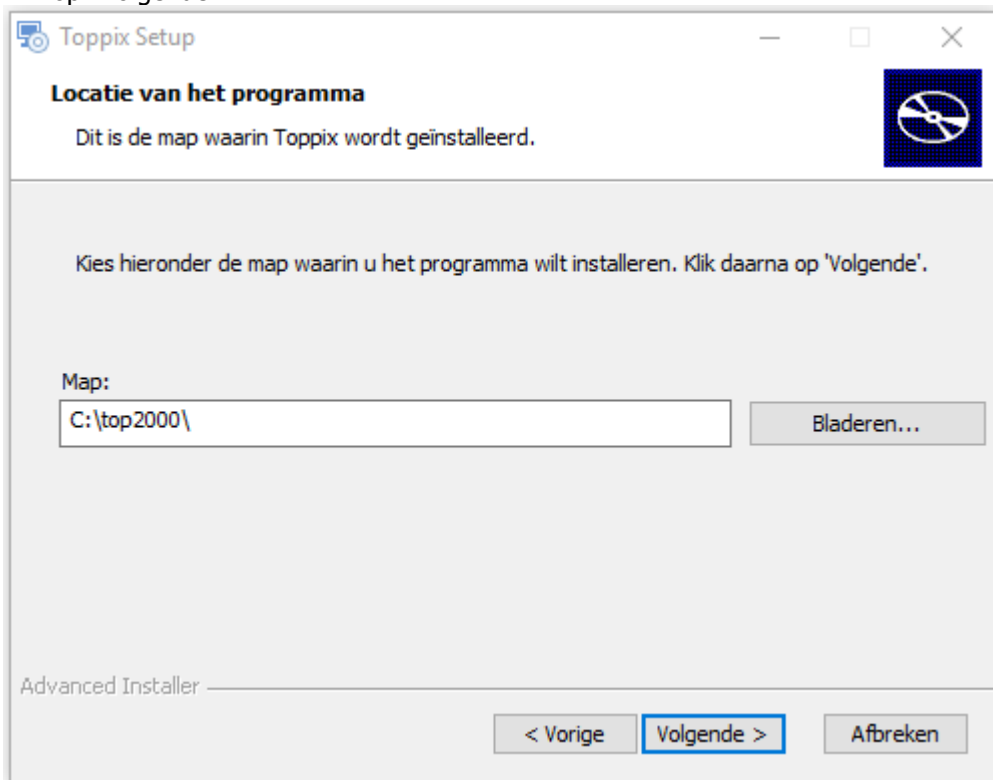 Toppix Setup
Locatie van het programma
Dit is de map waarin Toppix wordt geïnstalleerd.
Kies hieronder de map waarin u het programma wilt installeren. Klik daarna op 'Volgende'.
Map:
C:\top2000\
Bladeren...
Advanced Installer
< Vorige
Volgende >
Afbreken